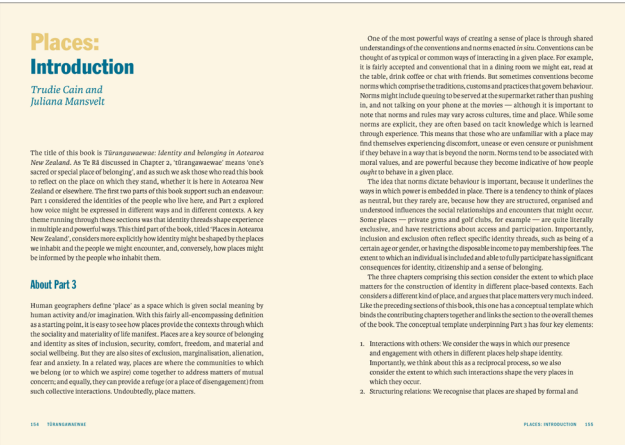 Places:
Introduction
Trudie Cain and
Juliana Mansvelt
The title of this book is Tūrangawaewae: Identity and belonging in Aotearoa
New Zealand. As Te Rā discussed in Chapter 2, 'tūrangawaewae' means 'one's
sacred or special place of belonging', and as such we ask those who read this book
to reflect on the place on which they stand, whether it is here in Aotearoa New
Zealand or elsewhere. The first two parts of this book support such an endeavour:
Part 1 considered the identities of the people who live here, and Part 2 explored
how voice might be expressed in different ways and in different contexts. A key
theme running through these sections was that identity threads shape experience
in multiple and powerful ways. This third part of the book, titled 'Places in Aotearoa
New Zealand', considers more explicitly how identity might be shaped by the places
we inhabit and the people we might encounter, and, conversely, how places might
be informed by the people who inhabit them.
About Part 3
Human geographers define 'place' as a space which is given social meaning by
human activity and/or imagination. With this fairly all-encompassing definition
as a starting point, it is easy to see how places provide the contexts through which
the sociality and materiality of life manifest. Places are a key source of belonging
and identity as sites of inclusion, security, comfort, freedom, and material and
social wellbeing. But they are also sites of exclusion, marginalisation, alienation,
fear and anxiety. In a related way, places are where the communities to which
we belong (or to which we aspire) come together to address matters of mutual
concern; and equally, they can provide a refuge (or a place of disengagement) from
such collective interactions. Undoubtedly, place matters.
154 TŪRANGAWAEWAE
One of the most powerful ways of creating a sense of place is through shared
understandings of the conventions and norms enacted in situ. Conventions can be
thought of as typical or common ways of interacting in a given place. For example,
it is fairly accepted and conventional that in a dining room we might eat, read at
the table, drink coffee or chat with friends. But sometimes conventions become
norms which comprise the traditions, customs and practices that govern behaviour.
Norms might include queuing to be served at the supermarket rather than pushing
in, and not talking on your phone at the movies — although it is important to
note that norms and rules may vary across cultures, time and place. While some
norms are explicit, they are often based on tacit knowledge which is learned
through experience. This means that those who are unfamiliar with a place may
find themselves experiencing discomfort, unease or even censure or punishment
if they behave in a way that is beyond the norm. Norms tend to be associated with
moral values, and are powerful because they become indicative of how people
ought to behave in a given place.
The idea that norms dictate behaviour is important, because it underlines the
ways in which power is embedded in place. There is a tendency to think of places
as neutral, but they rarely are, because how they are structured, organised and
understood influences the social relationships and encounters that might occur.
Some places — private gyms and golf clubs, for example — are quite literally
exclusive, and have restrictions about access and participation. Importantly,
inclusion and exclusion often reflect specific identity threads, such as being of a
certain age or gender, or having the disposable income to pay membership fees. The
extent to which an individual is included and able to fully participate has significant
consequences for identity, citizenship and a sense of belonging.
The three chapters comprising this section consider the extent to which place
matters for the construction of identity in different place-based contexts. Each
considers a different kind of place, and argues that place matters very much indeed.
Like the preceding sections of this book, this one has a conceptual template which
binds the contributing chapters together and links the section to the overall themes
of the book. The conceptual template underpinning Part 3 has four key elements:
1. Interactions with others: We consider the ways in which our presence
and engagement with others in different places help shape identity.
Importantly, we think about this as a reciprocal process, so we also
consider the extent to which such interactions shape the very places in
which they occur.
2. Structuring relations: We recognise that places are shaped by formal and
PLACES: INTRODUCTION 155